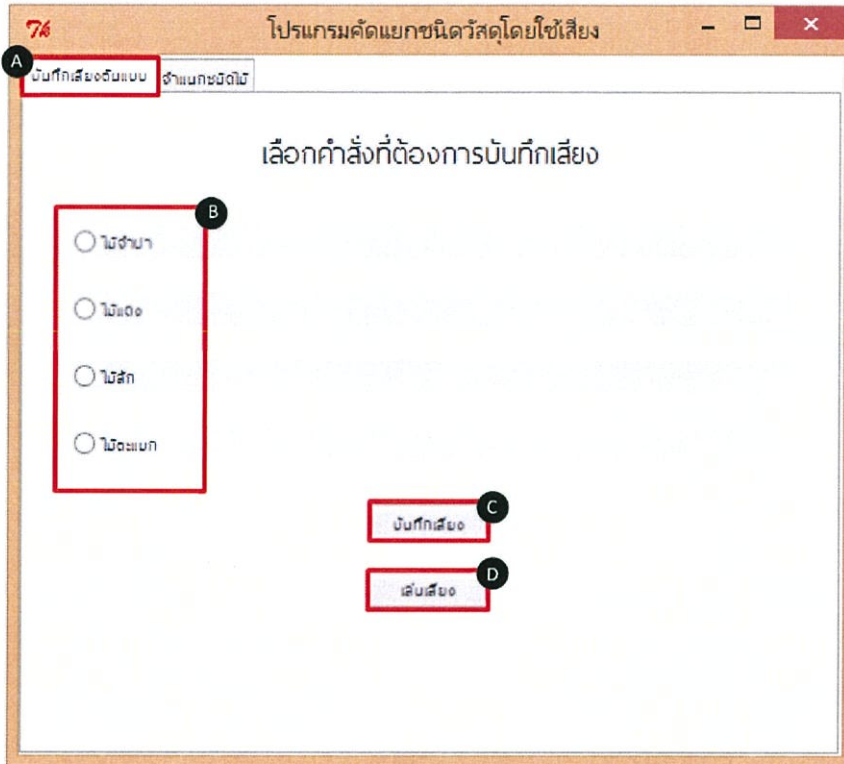 โปรแกรมคัดแยกชนิดวัสดุโดยใช้เสียง
A
บันทึกเสียงต้นแบบ จำแนกชนิดไม้
เลือกคำสั่งที่ต้องการบันทึกเสียง
B
ไม้จำปา
ไม้แดง
ไม้สัก
ไม้ตะแบก
C
บันทึกเสียง
D
เล่นเสียง